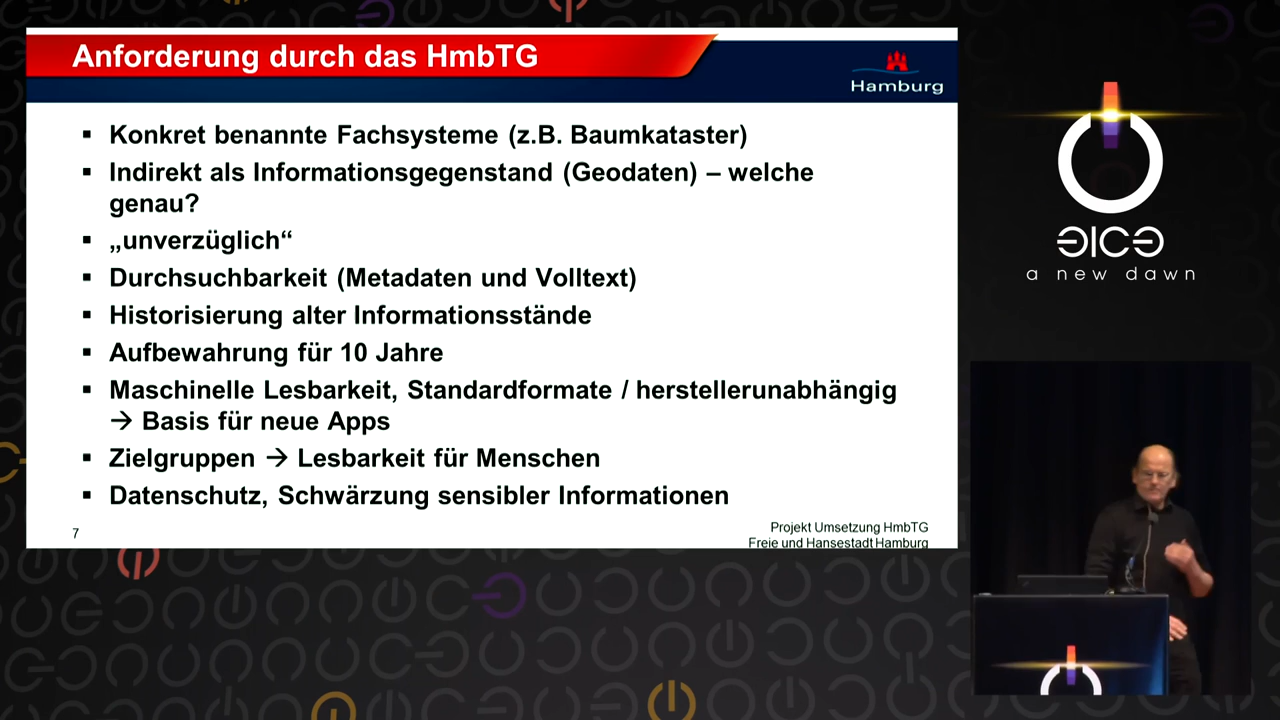 Anforderung durch das HmbTG
Hamburg
▪ Konkret benannte Fachsysteme (z.B. Baumkataster)
▪ Indirekt als Informationsgegenstand (Geodaten) – welche
genau?
▪ „unverzüglich“
▪ Durchsuchbarkeit (Metadaten und Volltext)
▪ Historisierung alter Informationsstände
▪ Aufbewahrung für 10 Jahre
▪ Maschinelle Lesbarkeit, Standardformate / herstellerunabhängig
→ Basis für neue Apps
▪ Zielgruppen → Lesbarkeit für Menschen
▪ Datenschutz, Schwärzung sensibler Informationen
7
Projekt Umsetzung HmbTG
Freie und Hansestadt Hamburg
a new dawn